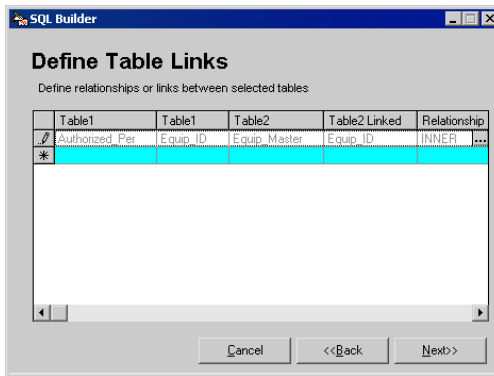 SQL Builder
Define Table Links
Define relationships or links between selected tables
Table1 Table1 Table2 Table2 Linked Relationship
Authorized_Per Equip_ID Equip_Master Equip_ID INNER ...
Cancel <<Back Next>>